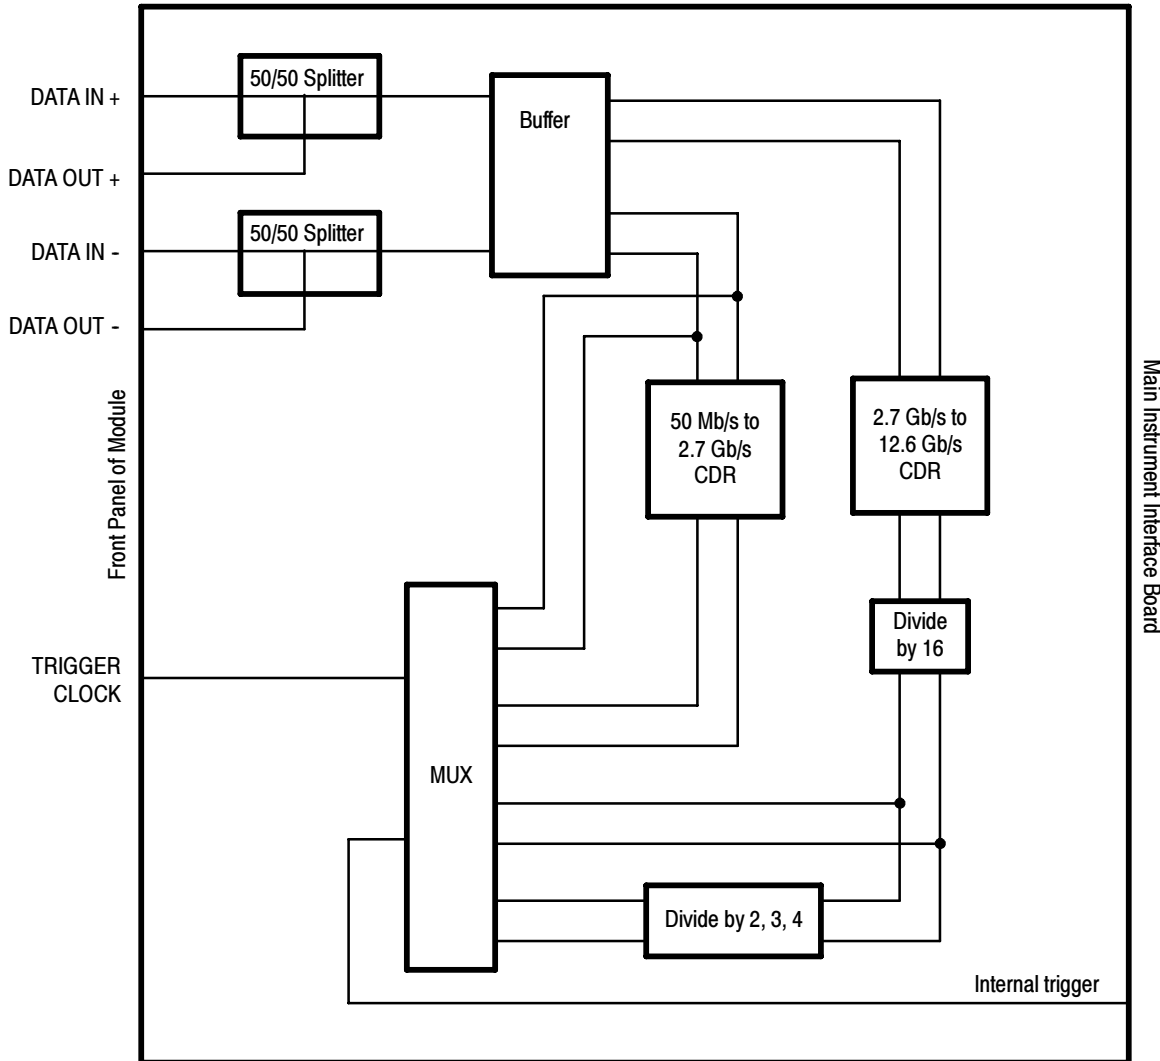 50/50 Splitter
DATA IN +
Buffer
DATA OUT +
50/50 Splitter
DATA IN -
DATA OUT -
Front Panel of Module
Main Instrument Interface Board
50 Mb/s to
2.7 Gb/s
CDR
2.7 Gb/s to
12.6 Gb/s
CDR
Divide
by 16
TRIGGER
CLOCK
MUX
Divide by 2, 3, 4
Internal trigger